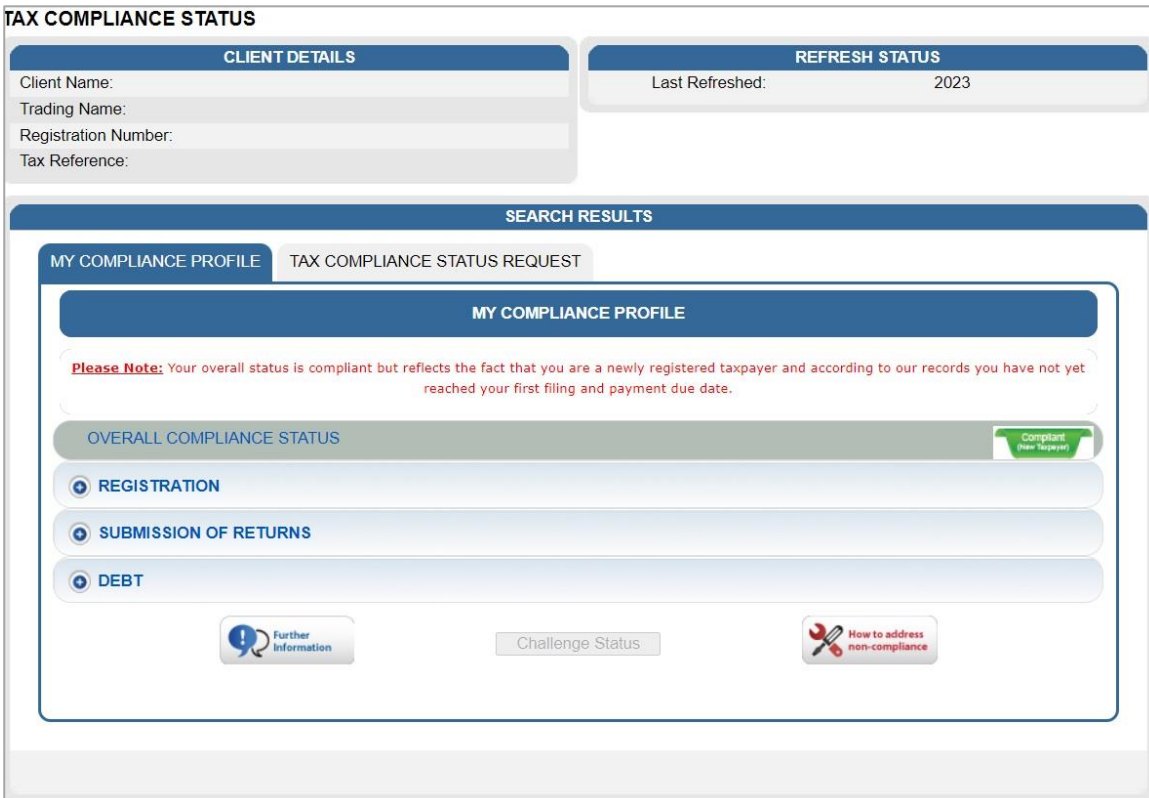 TAX COMPLIANCE STATUS
CLIENT DETAILS
Client Name:
Trading Name:
Registration Number:
Tax Reference:
REFRESH STATUS
Last Refreshed: 2023
SEARCH RESULTS
MY COMPLIANCE PROFILE
TAX COMPLIANCE STATUS REQUEST
MY COMPLIANCE PROFILE
Please Note: Your overall status is compliant but reflects the fact that you are a newly registered taxpayer and according to our records you have not yet
reached your first filing and payment due date.
OVERALL COMPLIANCE STATUS
Compliant
(New Taxpayer)
REGISTRATION
SUBMISSION OF RETURNS
DEBT
Further
Information
Challenge Status
How to address
non-compliance